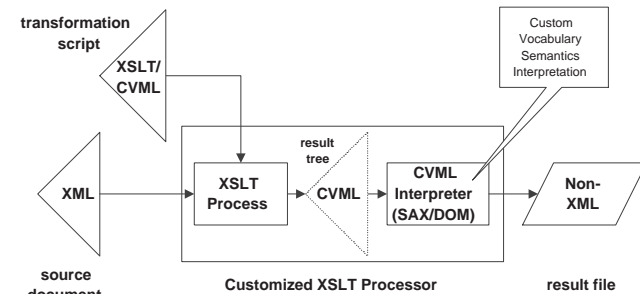 transformation
script
XSLT/
CVML
Custom
Vocabulary
Semantics
Interpretation
XML
XSLT
Process
result
tree
CVML
CVML
Interpreter
(SAX/DOM)
Non-
XML
source
document
Customized XSLT Processor
result file